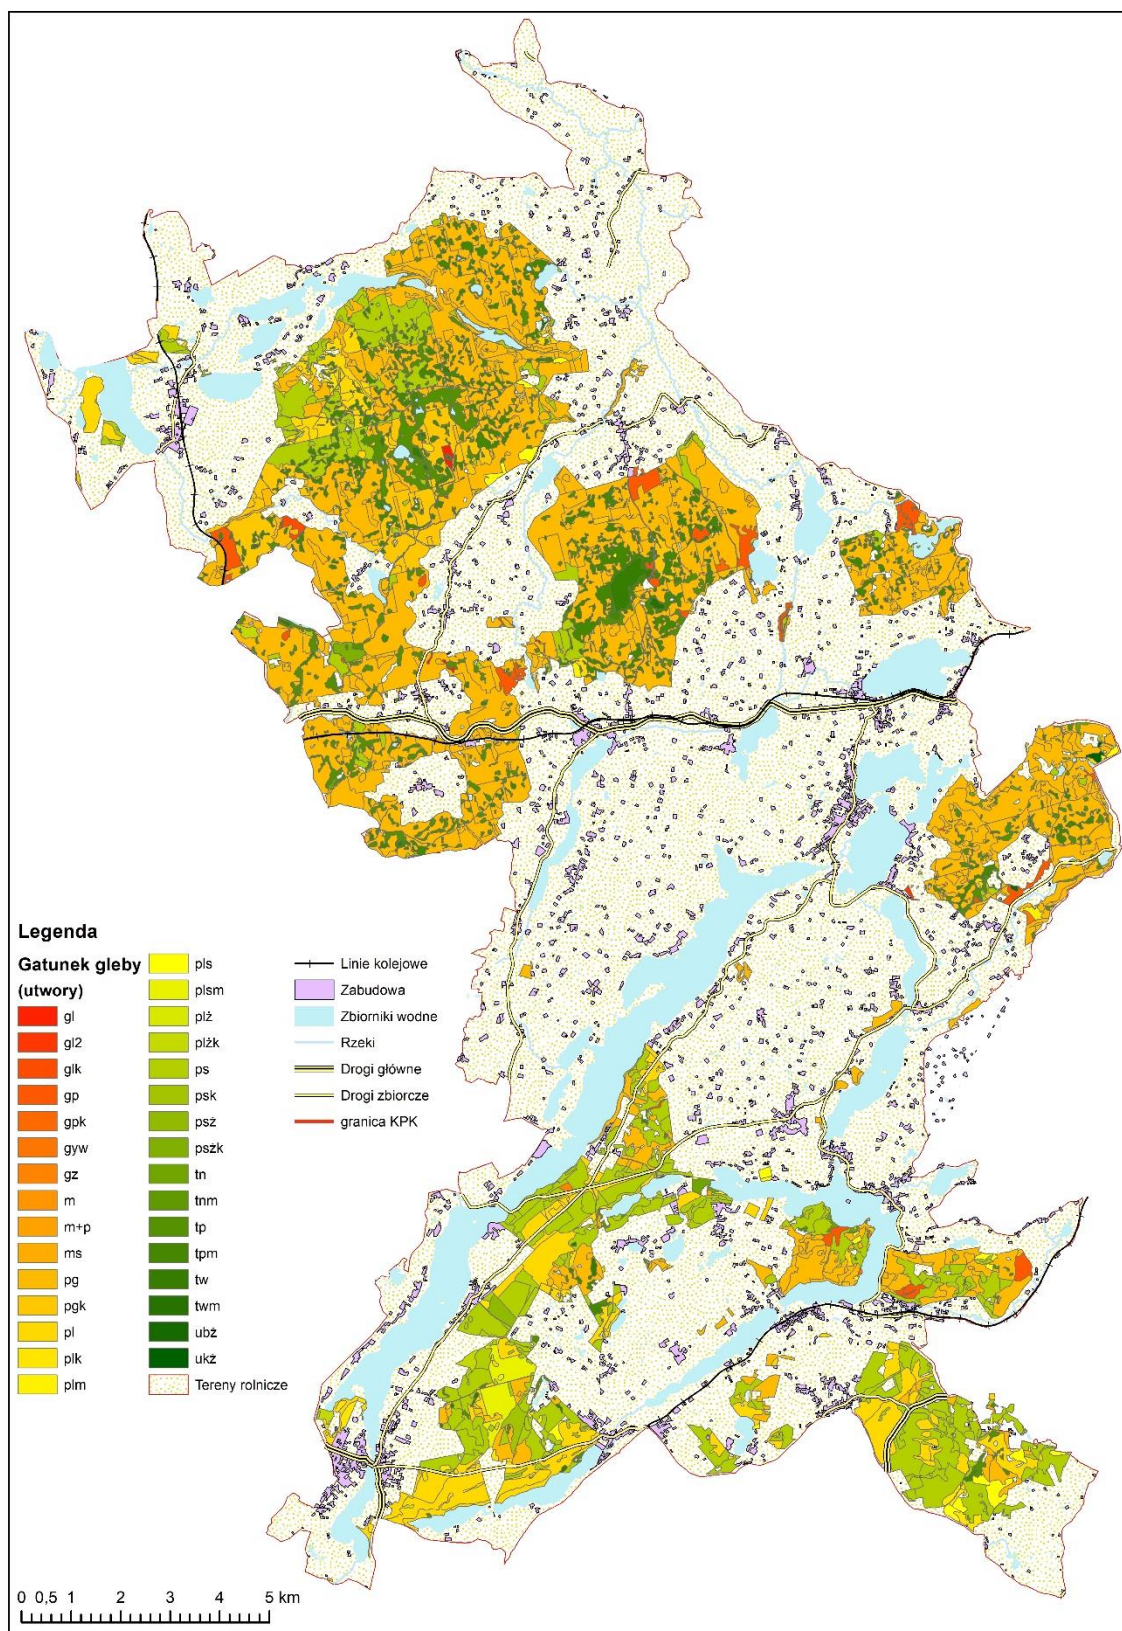 Legenda
Gatunek gleby
(utwory)
gl
gl2
glk
gp
gpk
gyw
gz
m
m+p
ms
pg
pgk
pl
plk
plm
pls
plsm
plż
plżk
ps
psk
psż
psżk
tn
tnm
tp
tpm
tw
twm
ubż
ukż
Tereny rolnicze
Linie kolejowe
Zabudowa
Zbiorniki wodne
Rzeki
Drogi główne
Drogi zbiorcze
granica KPK
0 0,5 1 2 3 4 5 km